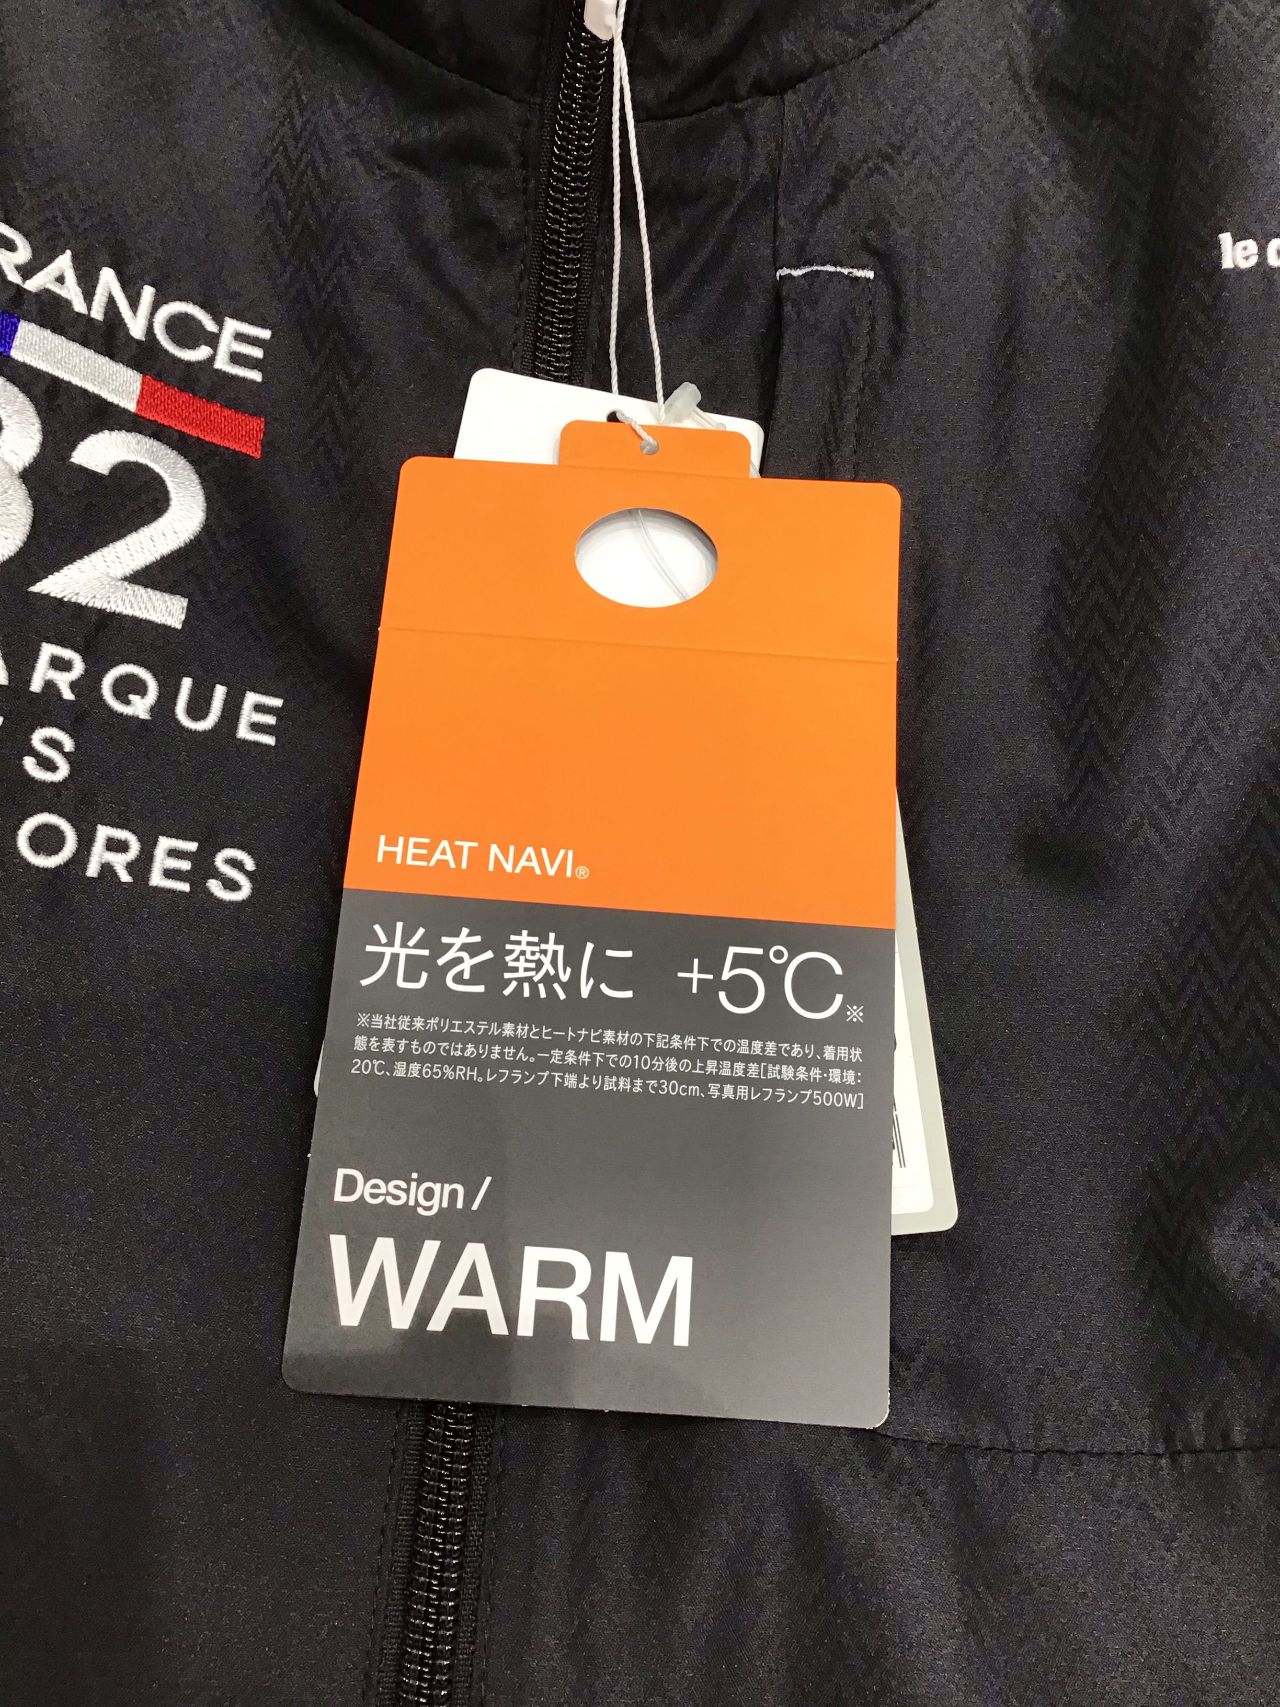 RANCE
82
ARQUE
S
ORES
le
HEAT NAVI®
光を熱に +5℃※
※当社従来ポリエステル素材とヒートナビ素材の下記条件下での温度差であり、着用状
態を表すものではありません。一定条件下での10分後の上昇温度差[試験条件・環境:
20℃、湿度65%RH。レフランプ下端より試料まで30cm、写真用レフランプ500W]
Design /
WARM